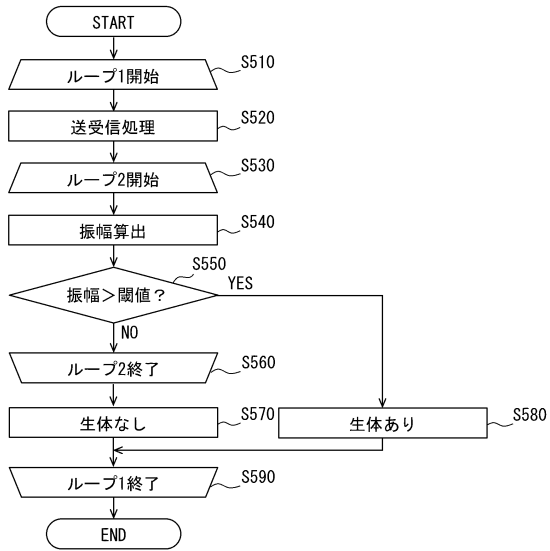 START
ループ1開始
S510
送受信処理
S520
ループ2開始
S530
振幅算出
S540
振幅＞閾値？
S550
YES
NO
ループ2終了
S560
生体なし
S570
生体あり
S580
ループ1終了
S590
END